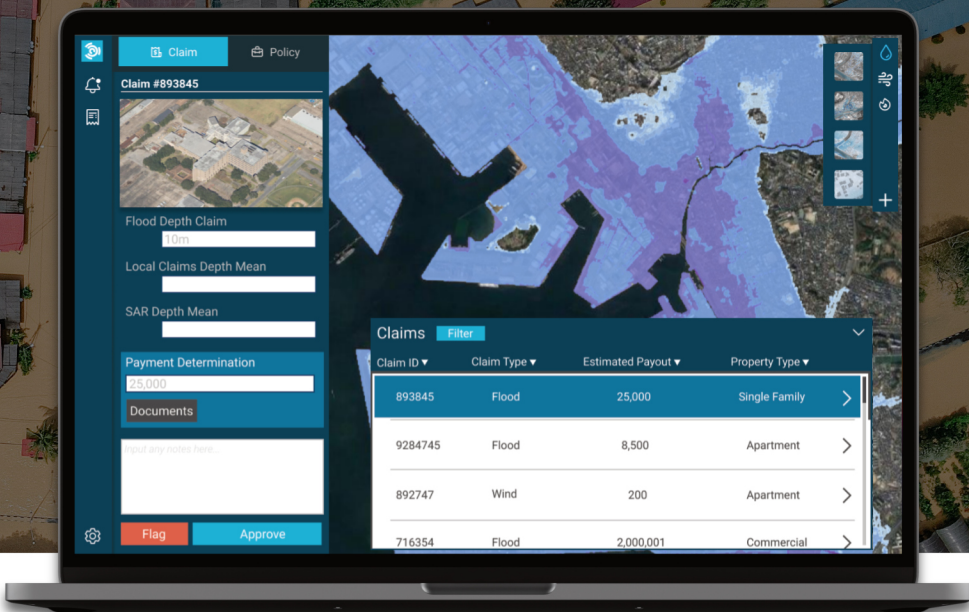 Claim
Policy
Claim #893845
Flood Depth Claim
10m
Local Claims Depth Mean
SAR Depth Mean
Payment Determination
25,000
Documents
Input any notes here...
Flag
Approve
Claims
Filter
Claim ID ▼ Claim Type ▼ Estimated Payout ▼ Property Type ▼
893845 Flood 25,000 Single Family
9284745 Flood 8,500 Apartment
892747 Wind 200 Apartment
716354 Flood 2,000,001 Commercial